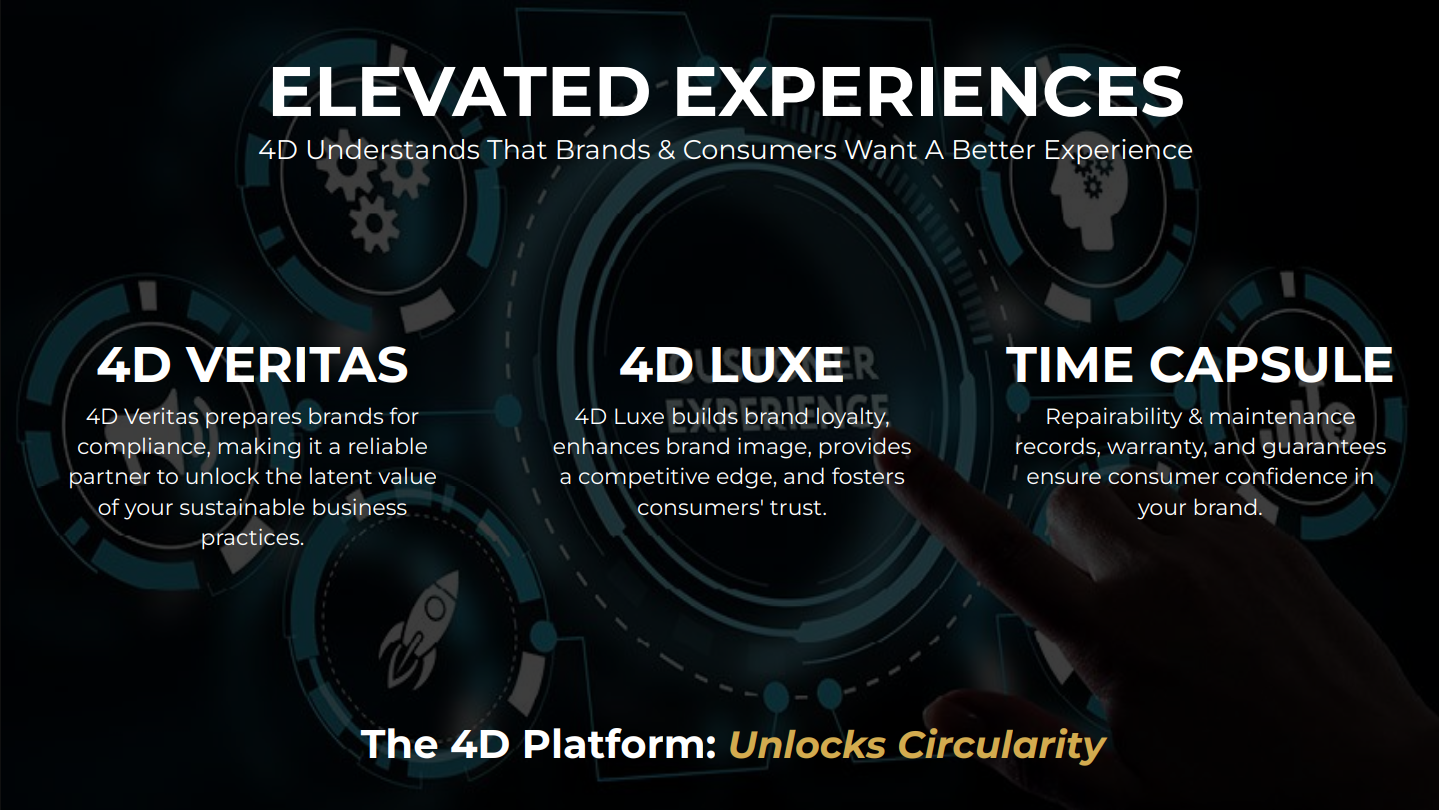 ELEVATED EXPERIENCES
4D Understands That Brands & Consumers Want A Better Experience
4D VERITAS
4D Veritas prepares brands for
compliance, making it a reliable
partner to unlock the latent value
of your sustainable business
practices.
4D LUXE
CUSTOMER
EXPERIENCE
4D Luxe builds brand loyalty,
enhances brand image, provides
a competitive edge, and fosters
consumers' trust.
TIME CAPSULE
Repairability & maintenance
records, warranty, and guarantees
ensure consumer confidence in
your brand.
The 4D Platform: Unlocks Circularity